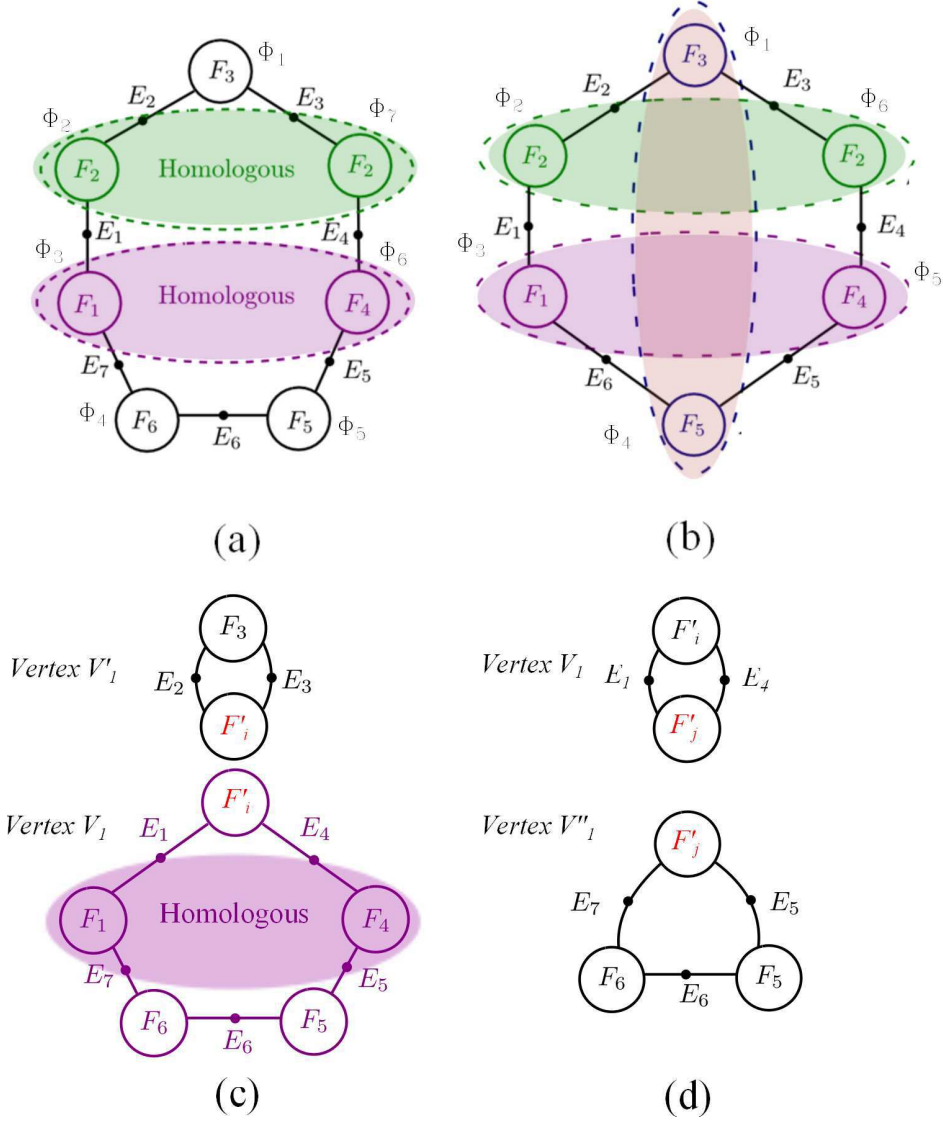 Φ₁
F₃
E₂ E₃
Φ₂ Φ₇
F₂ Homologous F₂
E₁ E₄
Φ₃ Φ₆
F₁ Homologous F₄
E₇ E₅
Φ₄ F₆ E₆ F₅ Φ₅
(a)
Φ₁
F₃
E₂ E₃
Φ₂ Φ₆
F₂ F₂
E₁ E₄
Φ₃ Φ₅
F₁ F₄
E₆ E₅
Φ₄ F₅
(b)
F₃
Vertex V'₁ E₂ E₃
F'ᵢ
F'ᵢ
Vertex V₁ E₁ E₄
F₁ Homologous F₄
E₇ E₅
F₆ E₆ F₅
(c)
F'ᵢ
Vertex V₁ E₁ E₄
F'ⱼ
Vertex V''₁ F'ⱼ
E₇ E₅
F₆ E₆ F₅
(d)